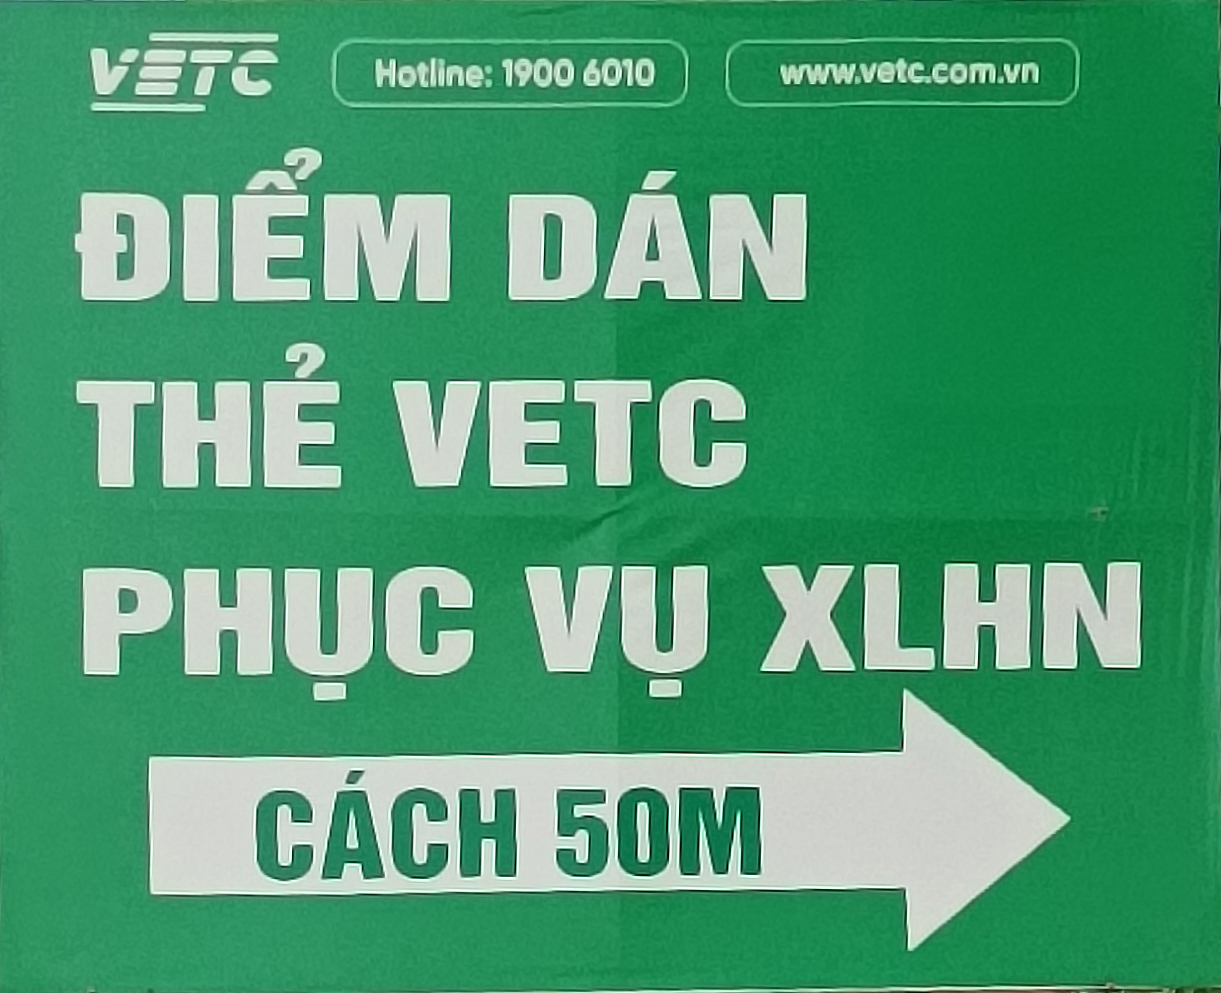 VETC Hotline: 1900 6010 www.vetc.com.vn
ĐIỂM DÁN
THẺ VETC
PHỤC VỤ XLHN
CÁCH 50M